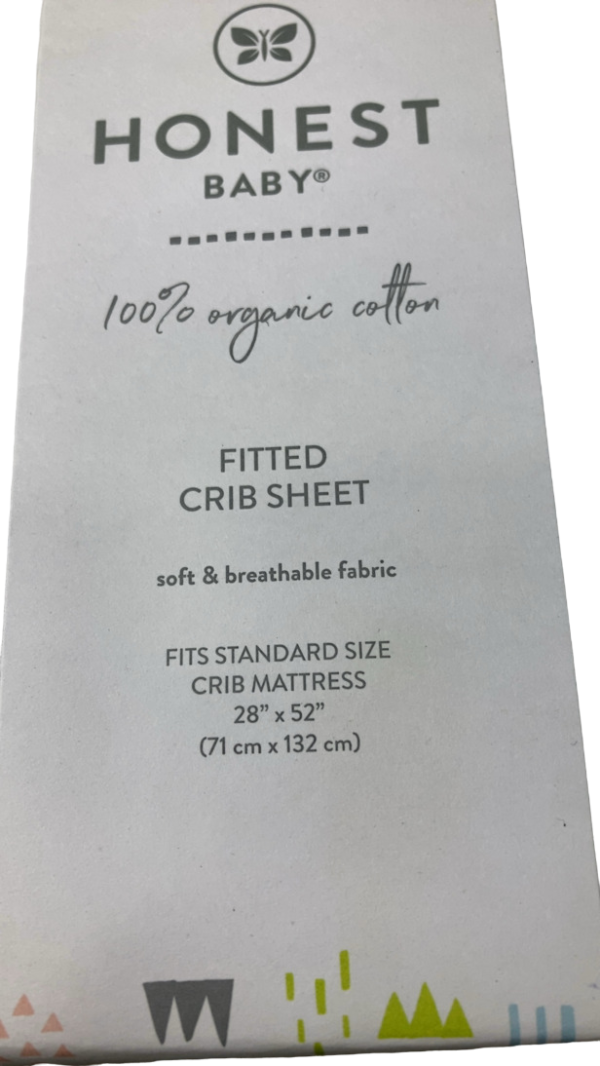 HONEST
BABY®
100% organic cotton
FITTED
CRIB SHEET
soft & breathable fabric
FITS STANDARD SIZE
CRIB MATTRESS
28” x 52”
(71 cm x 132 cm)